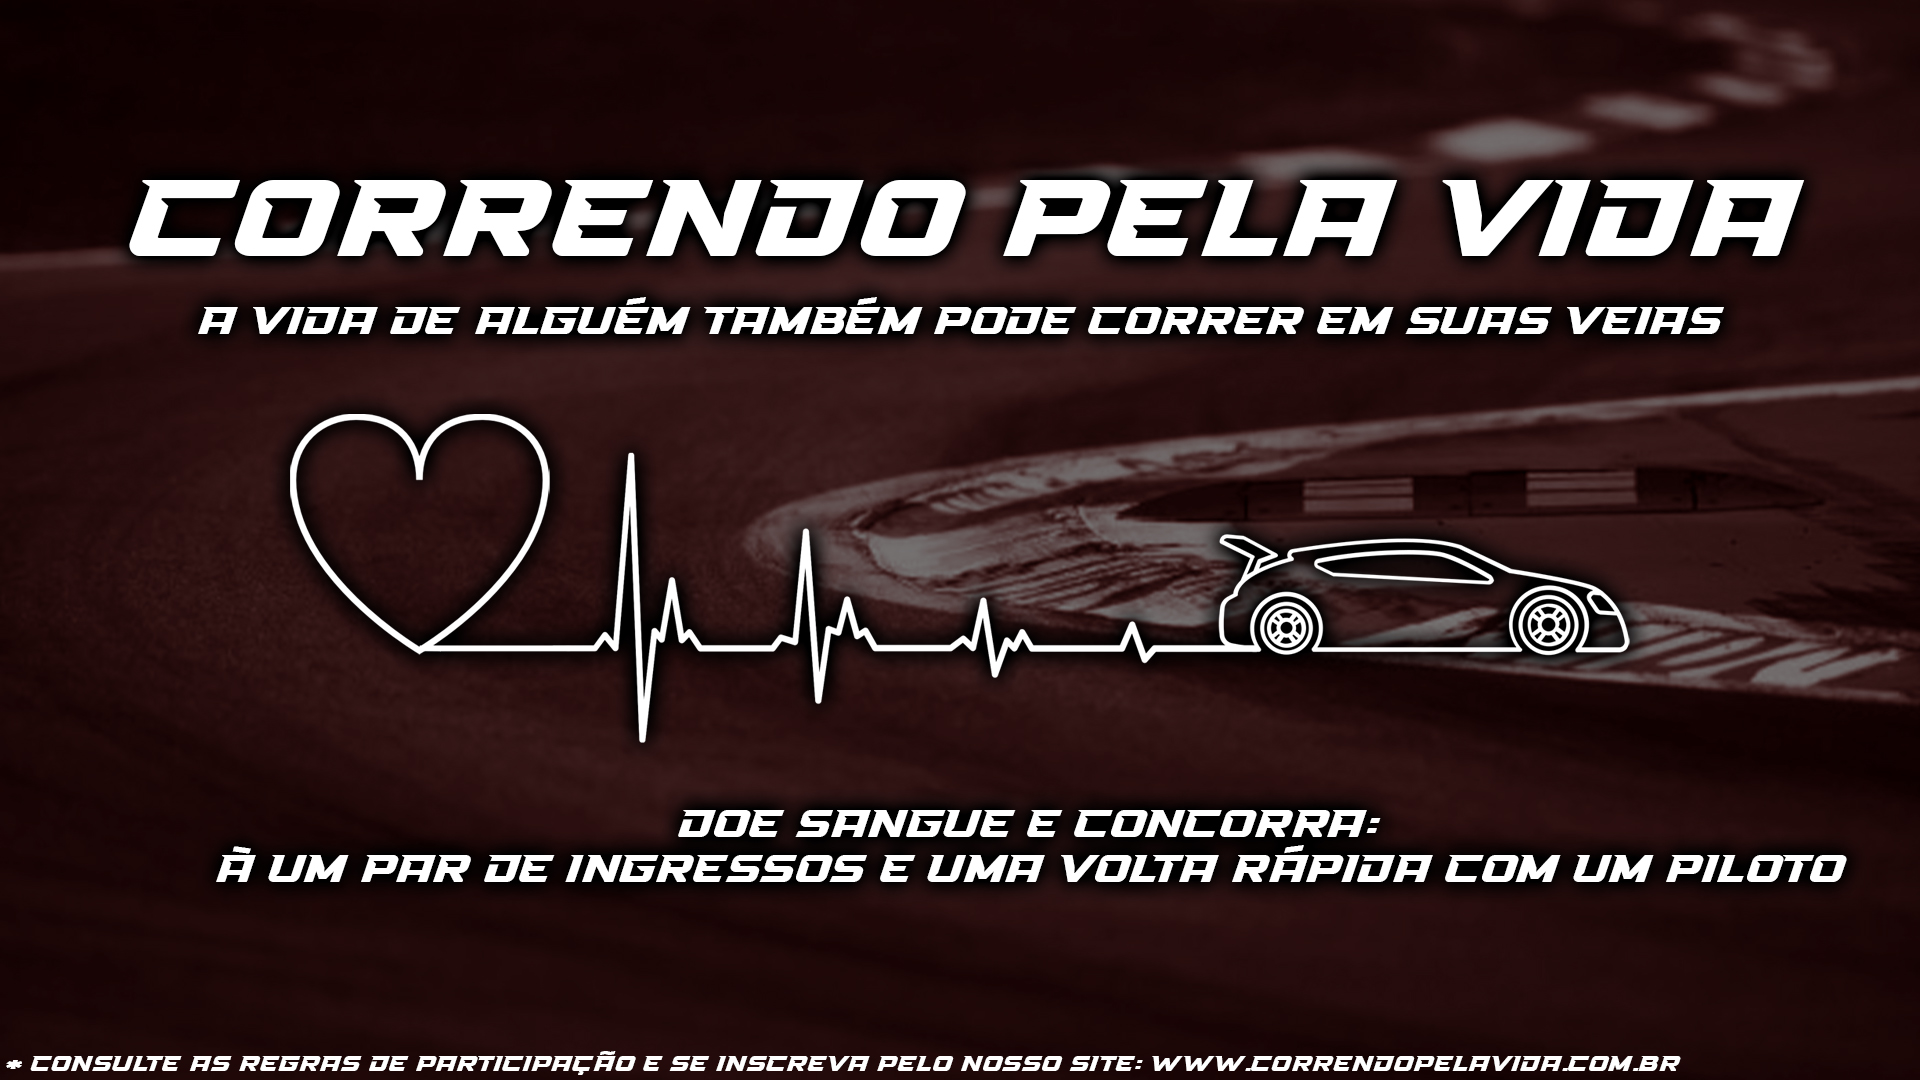 CORRENDO PELA VIDA
A VIDA DE ALGUÉM TAMBÉM PODE CORRER EM SUAS VEIAS
DOE SANGUE E CONCORRA:
À UM PAR DE INGRESSOS E UMA VOLTA RÁPIDA COM UM PILOTO
* CONSULTE AS REGRAS DE PARTICIPAÇÃO E SE INSCREVA PELO NOSSO SITE: WWW.CORRENDOPELAVIDA.COM.BR